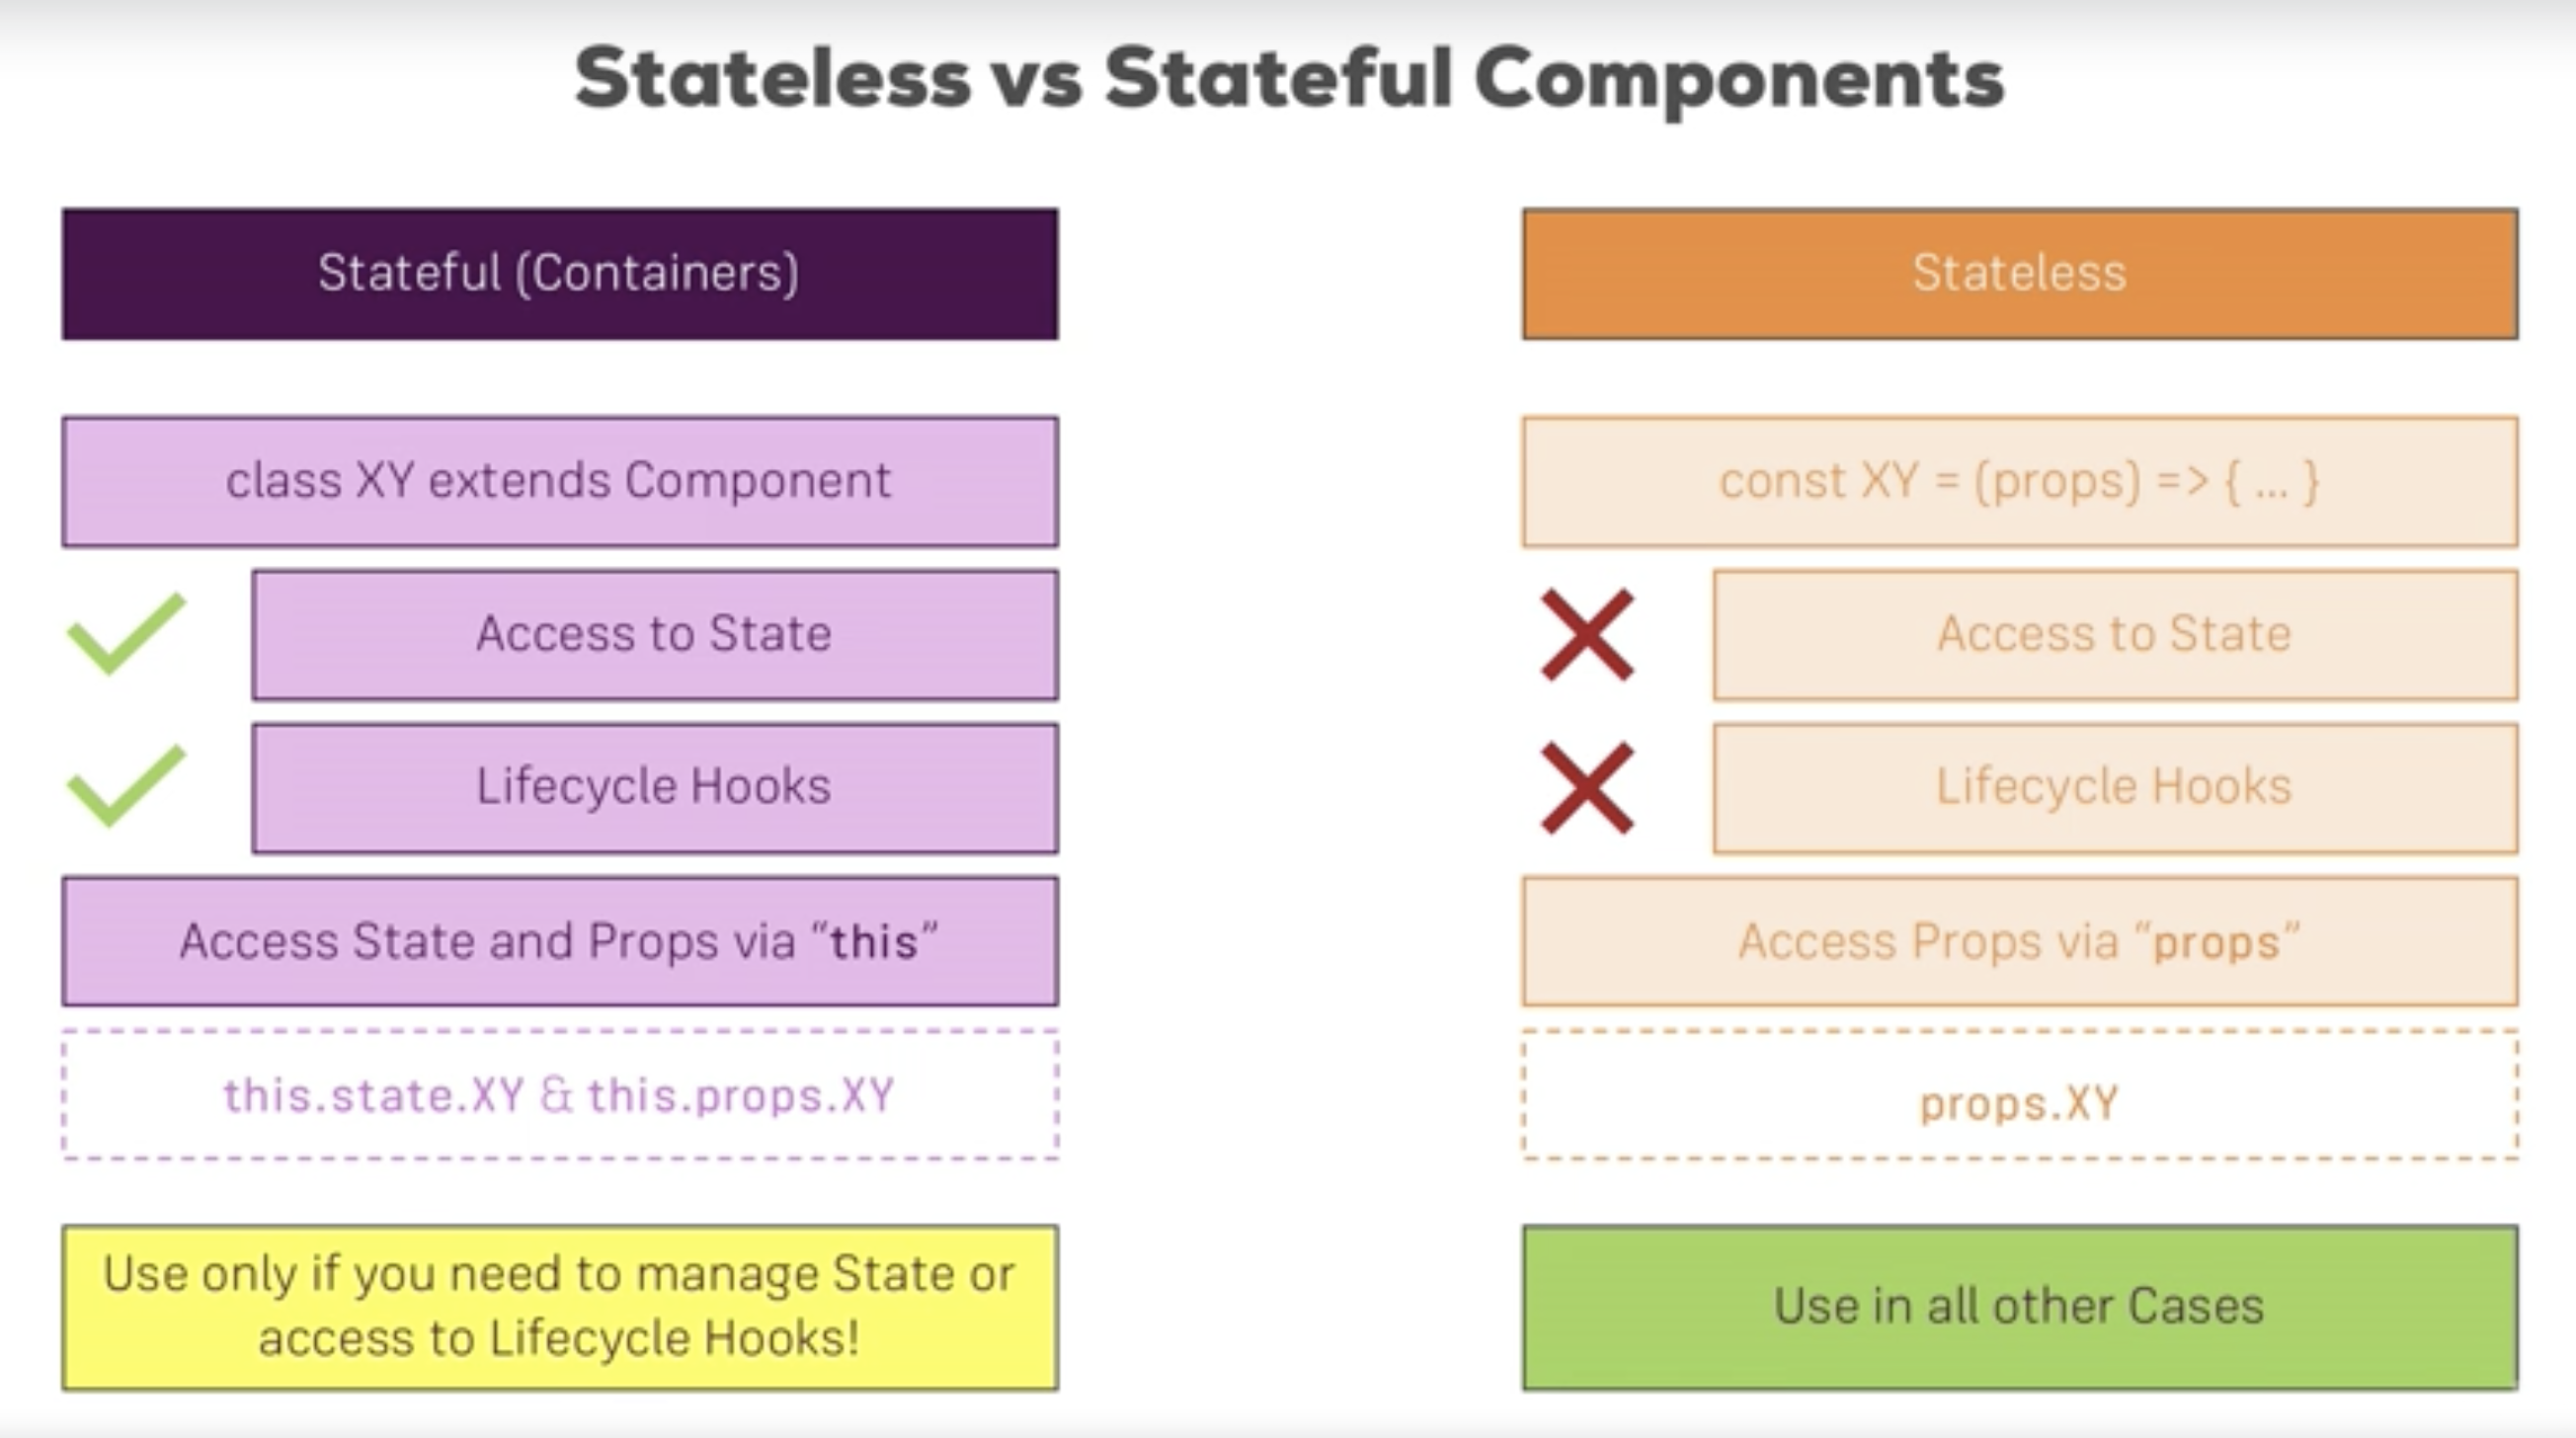 Stateless vs Stateful Components
Stateful (Containers)
class XY extends Component
Access to State
Lifecycle Hooks
Access State and Props via “this”
this.state.XY & this.props.XY
Use only if you need to manage State or
access to Lifecycle Hooks!
Stateless
const XY = (props) => { ... }
Access to State
Lifecycle Hooks
Access Props via “props”
props.XY
Use in all other Cases